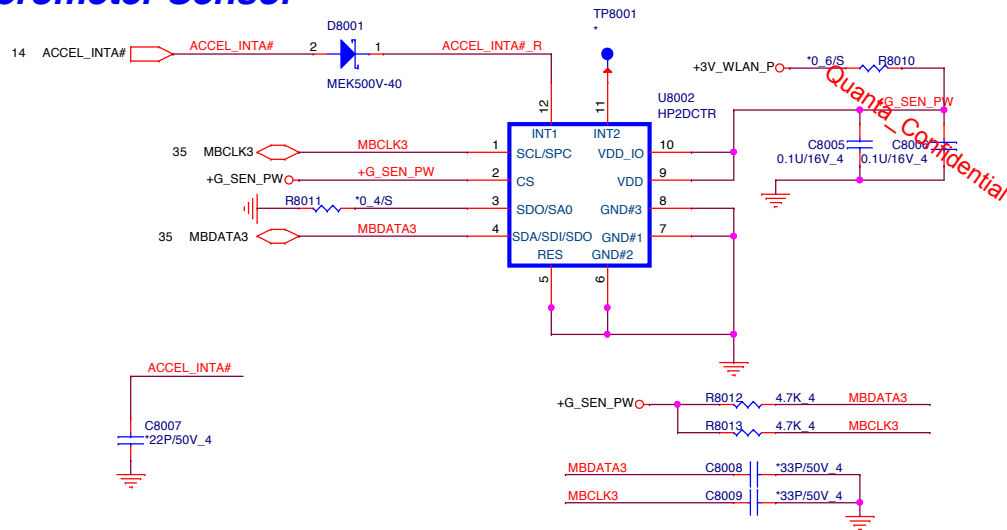 TP8001
*
D8001
14 ACCEL_INTA# ACCEL_INTA# 2 1 ACCEL_INTA#_R
MEK500V-40
+3V_WLAN_P *0_6/S R8010
U8002
HP2DCTR
12 11
+G_SEN_PW
Quanta_Confidential
INT1 INT2
35 MBCLK3 MBCLK3 1 SCL/SPC VDD_IO 10
C8005 C8006
0.1U/16V_4 0.1U/16V_4
+G_SEN_PW +G_SEN_PW 2 CS VDD 9
R8011 *0_4/S 3 SDO/SA0 GND#3 8
35 MBDATA3 MBDATA3 4 SDA/SDI/SDO GND#1 7
RES GND#2
5 6
ACCEL_INTA#
C8007
*22P/50V_4
+G_SEN_PW R8012 4.7K_4 MBDATA3
R8013 4.7K_4 MBCLK3
MBDATA3 C8008 *33P/50V_4
MBCLK3 C8009 *33P/50V_4